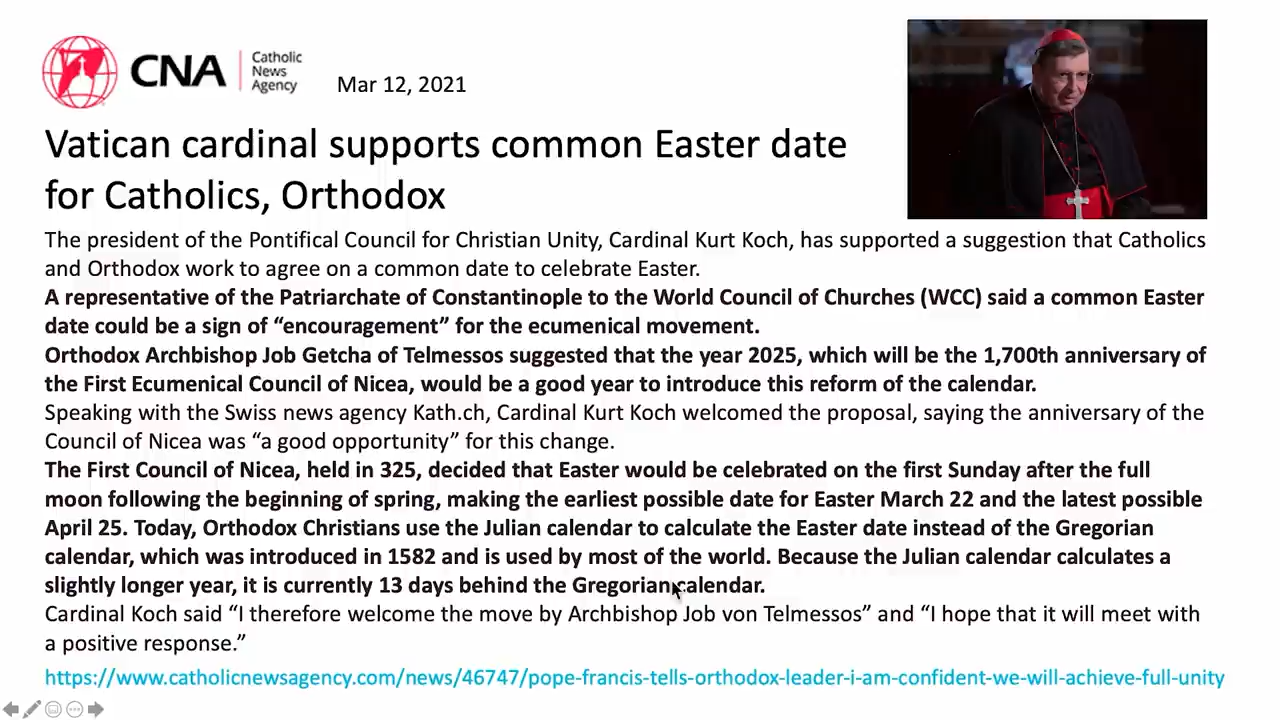 CNA
Catholic
News
Agency
Mar 12, 2021
Vatican cardinal supports common Easter date
for Catholics, Orthodox
The president of the Pontifical Council for Christian Unity, Cardinal Kurt Koch, has supported a suggestion that Catholics
and Orthodox work to agree on a common date to celebrate Easter.
A representative of the Patriarchate of Constantinople to the World Council of Churches (WCC) said a common Easter
date could be a sign of “encouragement” for the ecumenical movement.
Orthodox Archbishop Job Getcha of Telmessos suggested that the year 2025, which will be the 1,700th anniversary of
the First Ecumenical Council of Nicea, would be a good year to introduce this reform of the calendar.
Speaking with the Swiss news agency Kath.ch, Cardinal Kurt Koch welcomed the proposal, saying the anniversary of the
Council of Nicea was “a good opportunity” for this change.
The First Council of Nicea, held in 325, decided that Easter would be celebrated on the first Sunday after the full
moon following the beginning of spring, making the earliest possible date for Easter March 22 and the latest possible
April 25. Today, Orthodox Christians use the Julian calendar to calculate the Easter date instead of the Gregorian
calendar, which was introduced in 1582 and is used by most of the world. Because the Julian calendar calculates a
slightly longer year, it is currently 13 days behind the Gregorian calendar.
Cardinal Koch said “I therefore welcome the move by Archbishop Job von Telmessos” and “I hope that it will meet with
a positive response.”
https://www.catholicnewsagency.com/news/46747/pope-francis-tells-orthodox-leader-i-am-confident-we-will-achieve-full-unity